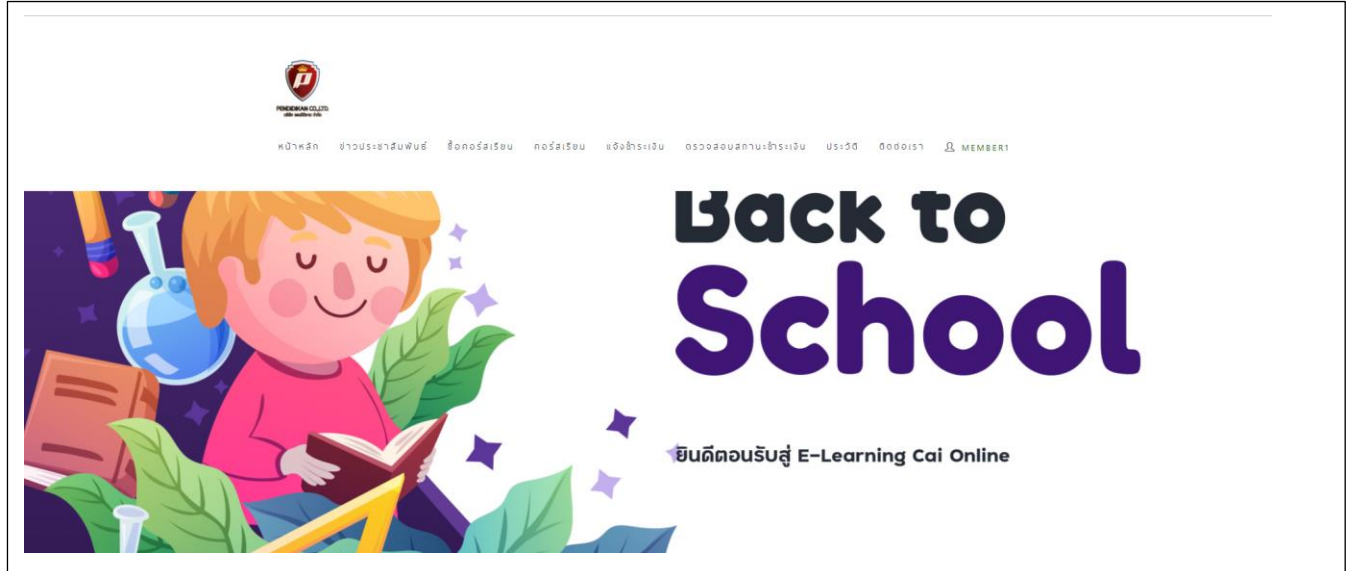 P
PENDIDIKAN CO.,LTD.
หน้าหลัก ข่าวประชาสัมพันธ์ ซื้อคอร์สเรียน คอร์สเรียน แจ้งชำระเงิน ตรวจสอบสถานะชำระเงิน ประวัติ ติดต่อเรา MEMBER1
Back to
School
ยินดีตอนรับสู่ E-Learning Cai Online